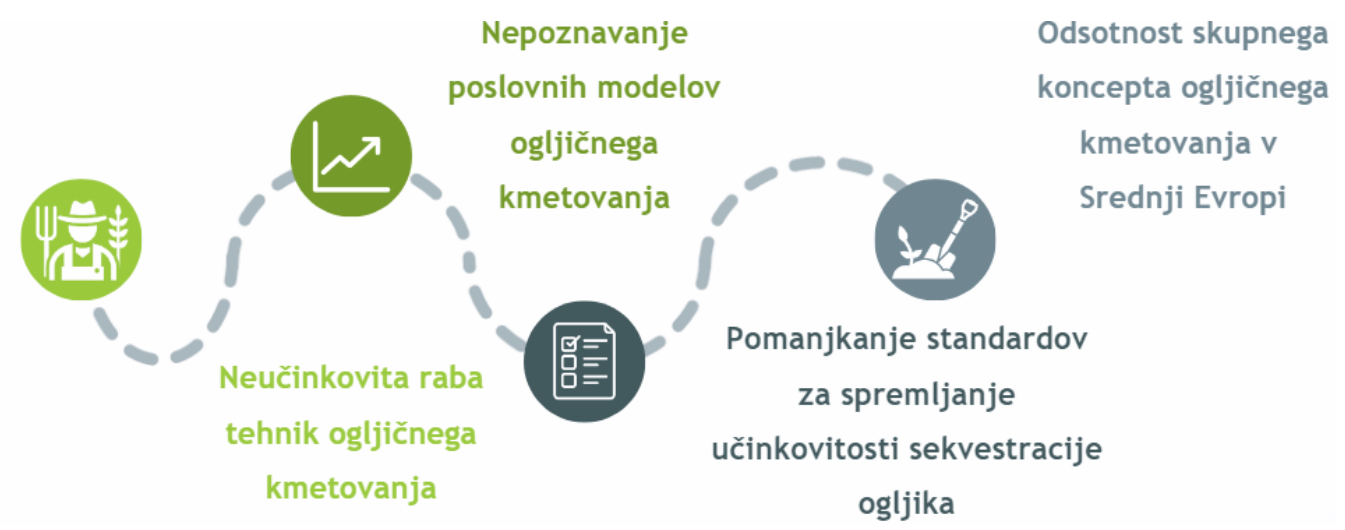 Neučinkovita raba
tehnik ogljičnega
kmetovanja
Nepoznavanje
poslovnih modelov
ogljičnega
kmetovanja
Pomanjkanje standardov
za spremljanje
učinkovitosti sekvestracije
ogljika
Odsotnost skupnega
koncepta ogljičnega
kmetovanja v
Srednji Evropi